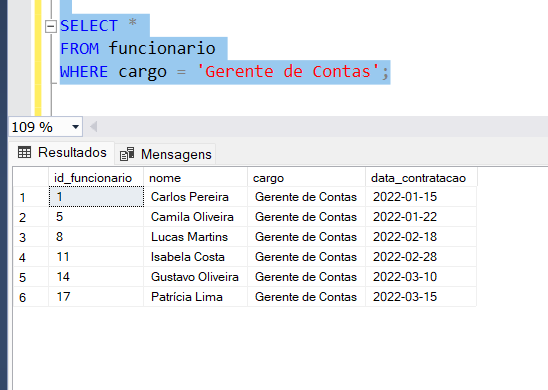 SELECT *
FROM funcionario
WHERE cargo = 'Gerente de Contas';
109 %
Resultados Mensagens
id_funcionario nome cargo data_contratacao
1 1 Carlos Pereira Gerente de Contas 2022-01-15
2 5 Camila Oliveira Gerente de Contas 2022-01-22
3 8 Lucas Martins Gerente de Contas 2022-02-18
4 11 Isabela Costa Gerente de Contas 2022-02-28
5 14 Gustavo Oliveira Gerente de Contas 2022-03-10
6 17 Patrícia Lima Gerente de Contas 2022-03-15